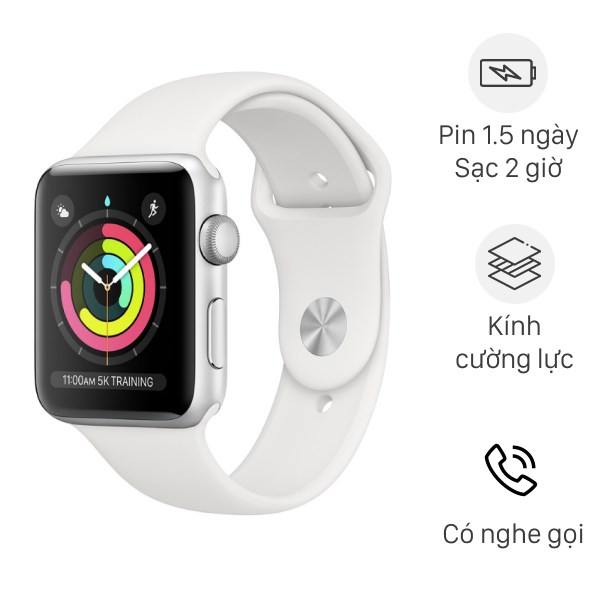 Pin 1.5 ngày
Sạc 2 giờ
Kính
cường lực
11:00AM 5K TRAINING
Có nghe gọi